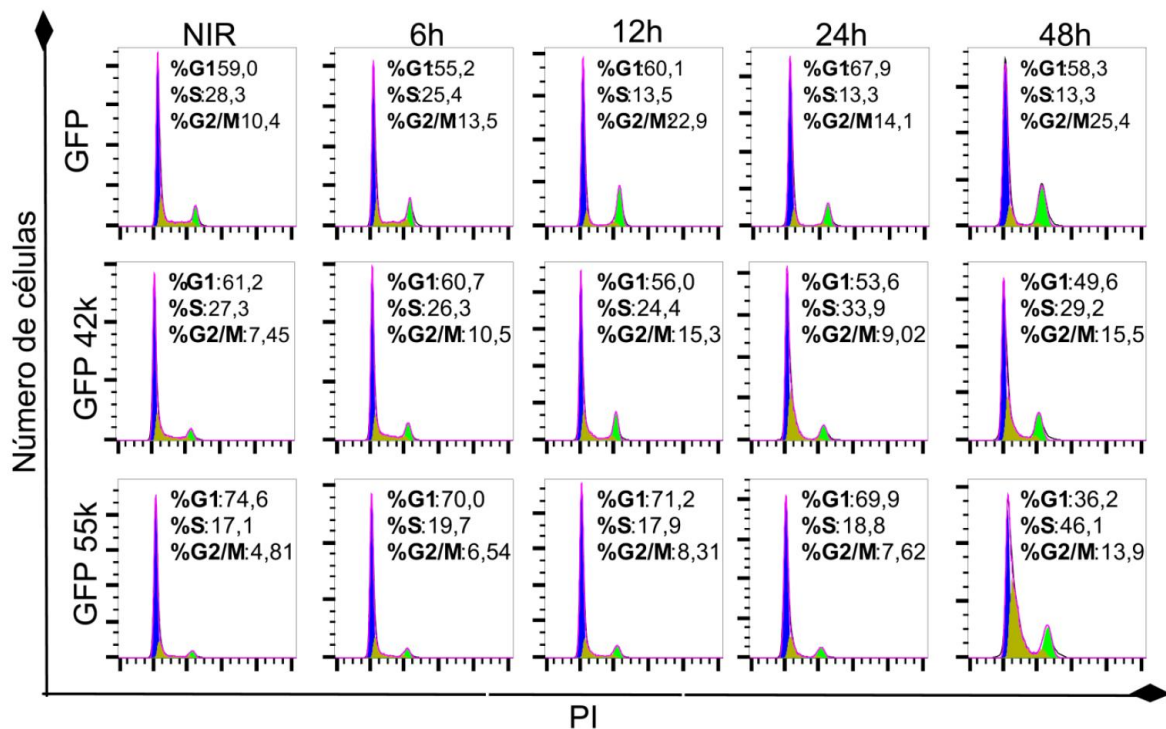 NIR 6h 12h 24h 48h
Número de células
GFP
%G159,0
%S:28,3
%G2/M10,4
%G1:55,2
%S:25,4
%G2/M13,5
%G1:60,1
%S:13,5
%G2/M22,9
%G1:67,9
%S:13,3
%G2/M14,1
%G1:58,3
%S:13,3
%G2/M25,4
GFP 42k
%G1:61,2
%S:27,3
%G2/M:7,45
%G1:60,7
%S:26,3
%G2/M:10,5
%G1:56,0
%S:24,4
%G2/M:15,3
%G1:53,6
%S:33,9
%G2/M:9,02
%G1:49,6
%S:29,2
%G2/M:15,5
GFP 55k
%G1:74,6
%S:17,1
%G2/M:4,81
%G1:70,0
%S:19,7
%G2/M:6,54
%G1:71,2
%S:17,9
%G2/M:8,31
%G1:69,9
%S:18,8
%G2/M:7,62
%G1:36,2
%S:46,1
%G2/M:13,9
PI